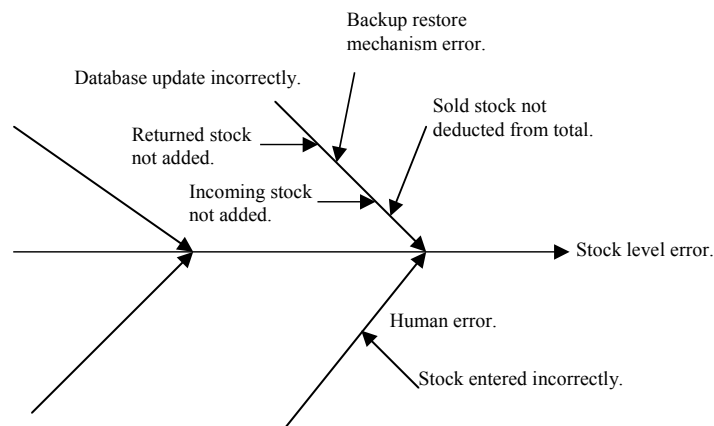 Backup restore
mechanism error.
Database update incorrectly.
Sold stock not
deducted from total.
Returned stock
not added.
Incoming stock
not added.
Stock level error.
Human error.
Stock entered incorrectly.